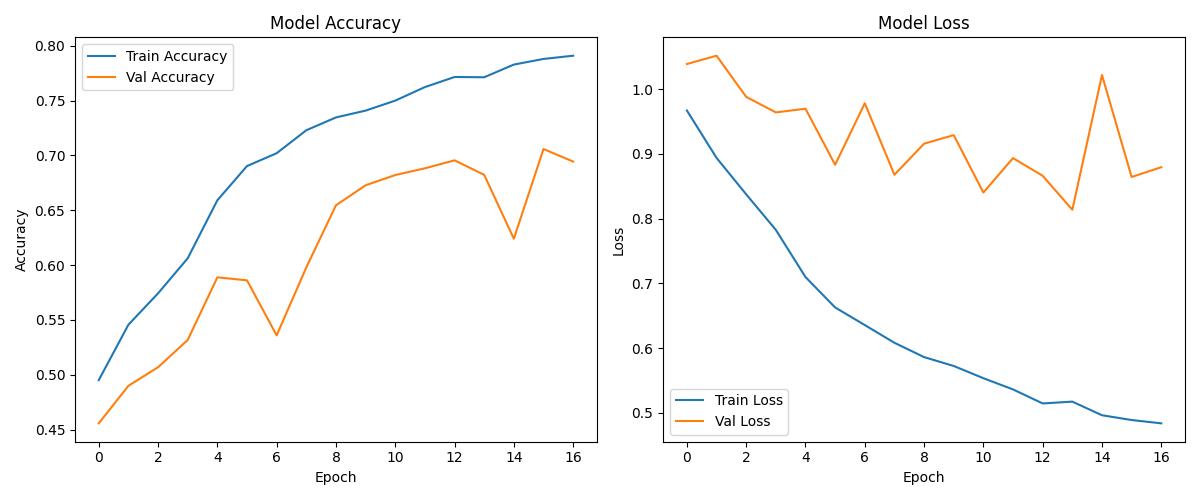 Model Accuracy
0.80
0.75
0.70
0.65
0.60
0.55
0.50
0.45
Accuracy
Train Accuracy
Val Accuracy
0 2 4 6 8 10 12 14 16
Epoch
Model Loss
1.0
0.9
0.8
0.7
0.6
0.5
Loss
Train Loss
Val Loss
0 2 4 6 8 10 12 14 16
Epoch